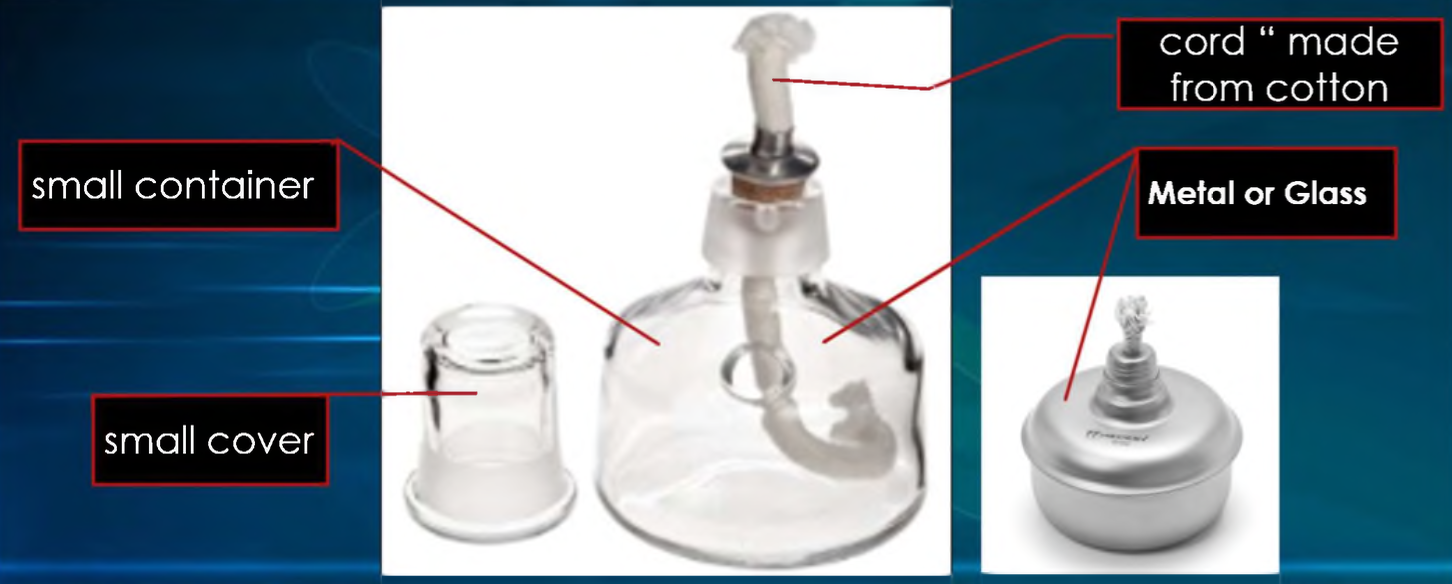 cord “ made
from cotton
small container
Metal or Glass
small cover